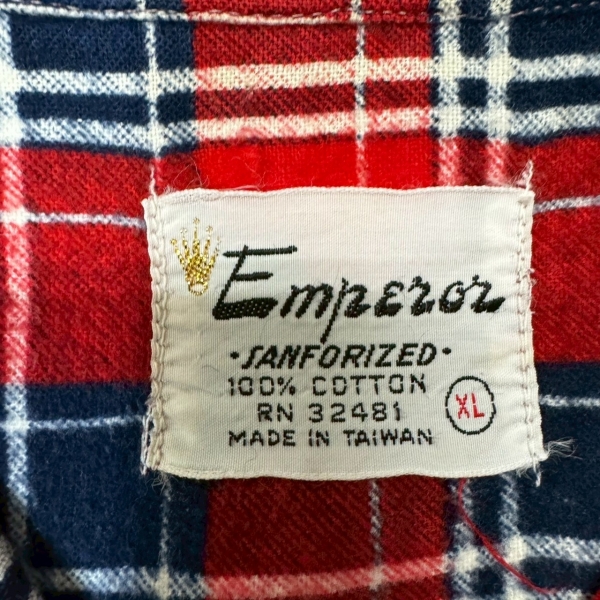 Emperor
·SANFORIZED·
100% COTTON
RN 32481
XL
MADE IN TAIWAN